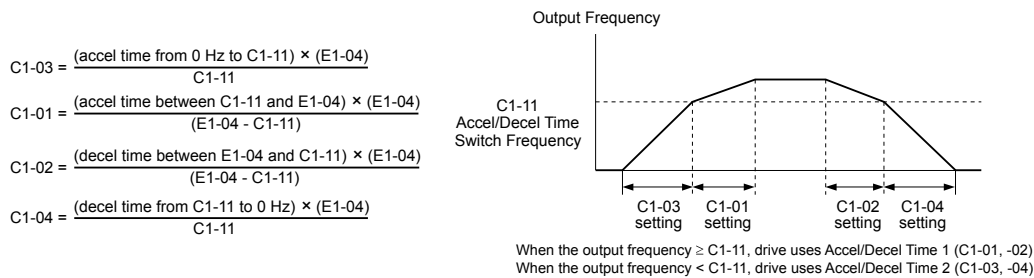 C1-03 = (accel time from 0 Hz to C1-11) × (E1-04)
C1-11
C1-01 = (accel time between C1-11 and E1-04) × (E1-04)
(E1-04 - C1-11)
C1-02 = (decel time between E1-04 and C1-11) × (E1-04)
(E1-04 - C1-11)
C1-04 = (decel time from C1-11 to 0 Hz) × (E1-04)
C1-11
Output Frequency
C1-11
Accel/Decel Time
Switch Frequency
C1-03
setting
C1-01
setting
C1-02
setting
C1-04
setting
When the output frequency ≥ C1-11, drive uses Accel/Decel Time 1 (C1-01, -02)
When the output frequency < C1-11, drive uses Accel/Decel Time 2 (C1-03, -04)